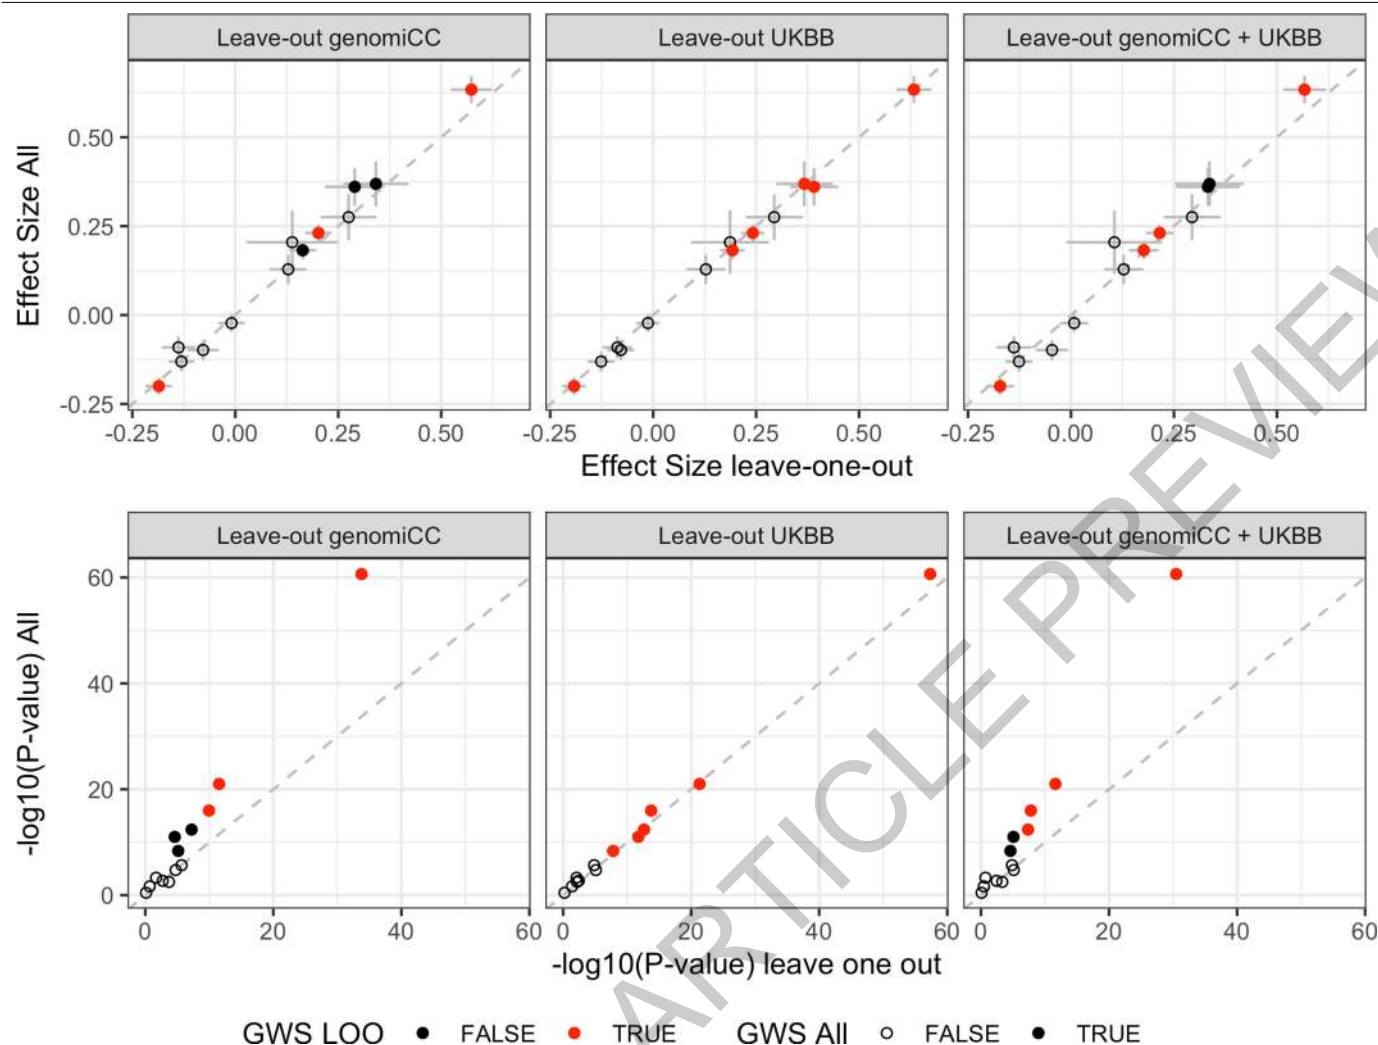 Leave-out genomiCC Leave-out UKBB Leave-out genomiCC + UKBB
Effect Size All
0.50
0.25
0.00
-0.25
-0.25 0.00 0.25 0.50 -0.25 0.00 0.25 0.50 -0.25 0.00 0.25 0.50
Effect Size leave-one-out
Leave-out genomiCC Leave-out UKBB Leave-out genomiCC + UKBB
-log10(P-value) All
60
40
20
0
0 20 40 60 0 20 40 60 0 20 40 60
-log10(P-value) leave one out
GWS LOO FALSE TRUE GWS All FALSE TRUE
ARTICLE PREVIEW